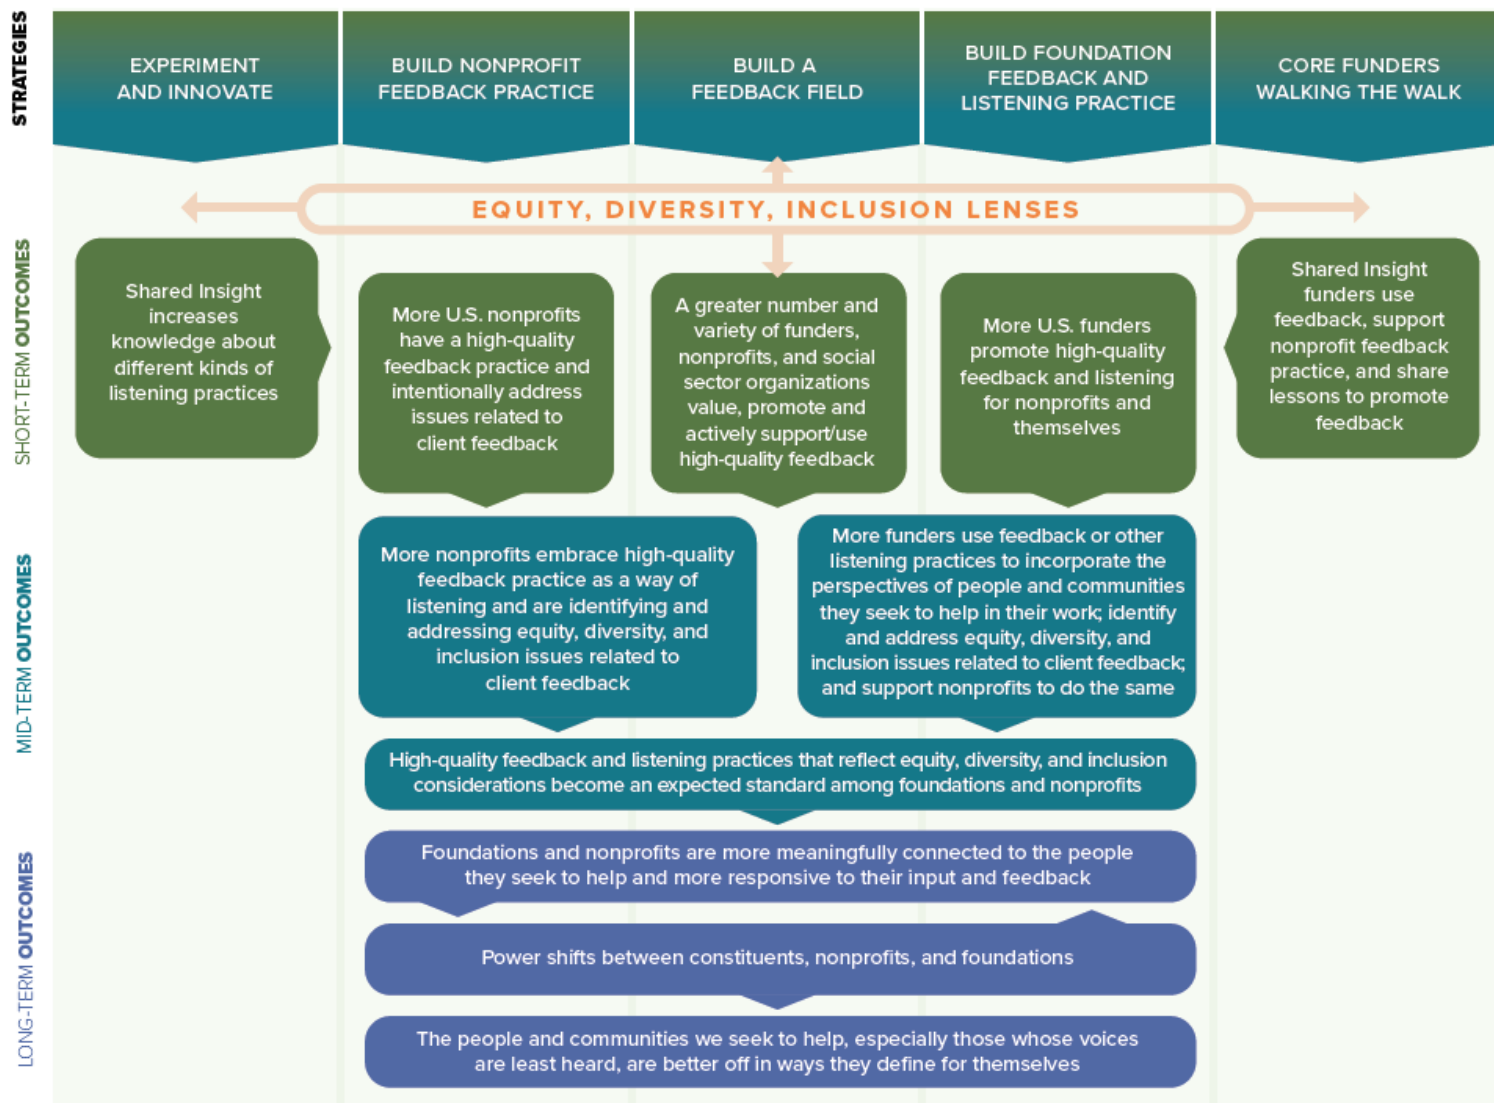 STRATEGIES
EXPERIMENT
AND INNOVATE
BUILD NONPROFIT
FEEDBACK PRACTICE
BUILD A
FEEDBACK FIELD
BUILD FOUNDATION
FEEDBACK AND
LISTENING PRACTICE
CORE FUNDERS
WALKING THE WALK
EQUITY, DIVERSITY, INCLUSION LENSES
SHORT-TERM OUTCOMES
Shared Insight
increases
knowledge about
different kinds of
listening practices
More U.S. nonprofits
have a high-quality
feedback practice and
intentionally address
issues related to
client feedback
A greater number and
variety of funders,
nonprofits, and social
sector organizations
value, promote and
actively support/use
high-quality feedback
More U.S. funders
promote high-quality
feedback and listening
for nonprofits and
themselves
Shared Insight
funders use
feedback, support
nonprofit feedback
practice, and share
lessons to promote
feedback
MID-TERM OUTCOMES
More nonprofits embrace high-quality
feedback practice as a way of
listening and are identifying and
addressing equity, diversity, and
inclusion issues related to
client feedback
More funders use feedback or other
listening practices to incorporate the
perspectives of people and communities
they seek to help in their work; identify
and address equity, diversity, and
inclusion issues related to client feedback;
and support nonprofits to do the same
High-quality feedback and listening practices that reflect equity, diversity, and inclusion
considerations become an expected standard among foundations and nonprofits
LONG-TERM OUTCOMES
Foundations and nonprofits are more meaningfully connected to the people
they seek to help and more responsive to their input and feedback
Power shifts between constituents, nonprofits, and foundations
The people and communities we seek to help, especially those whose voices
are least heard, are better off in ways they define for themselves